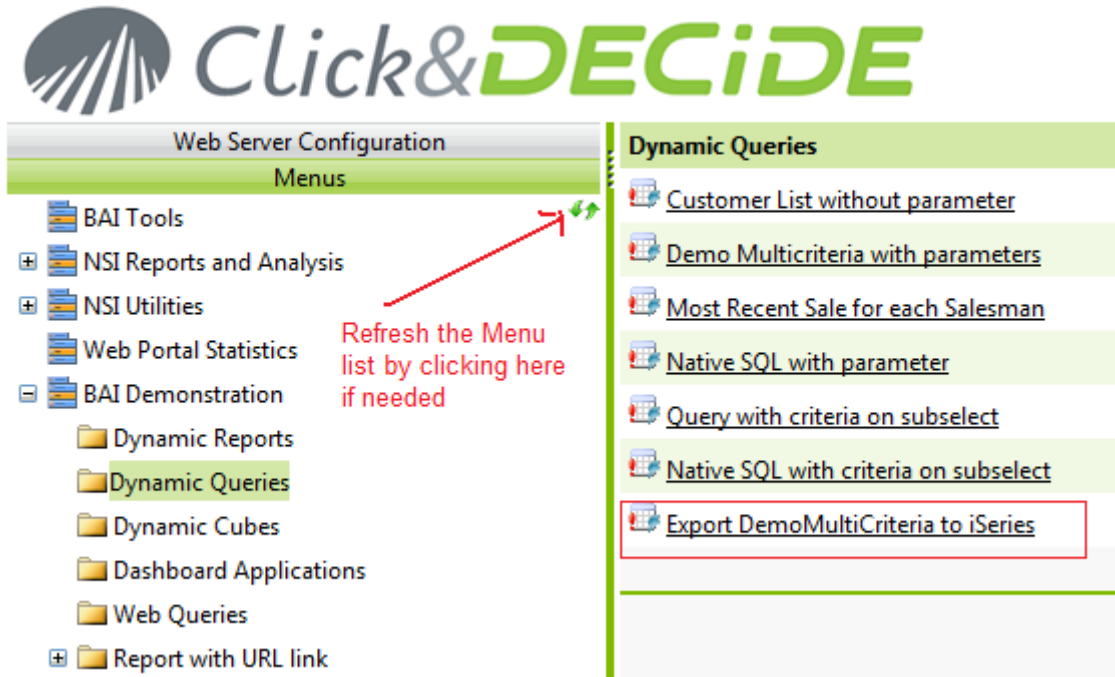 Click&DECiDE
Web Server Configuration
Menus
BAI Tools
NSI Reports and Analysis
NSI Utilities
Web Portal Statistics
BAI Demonstration
Dynamic Reports
Dynamic Queries
Dynamic Cubes
Dashboard Applications
Web Queries
Report with URL link
Refresh the Menu
list by clicking here
if needed
Dynamic Queries
Customer List without parameter
Demo Multicriteria with parameters
Most Recent Sale for each Salesman
Native SQL with parameter
Query with criteria on subselect
Native SQL with criteria on subselect
Export DemoMultiCriteria to iSeries